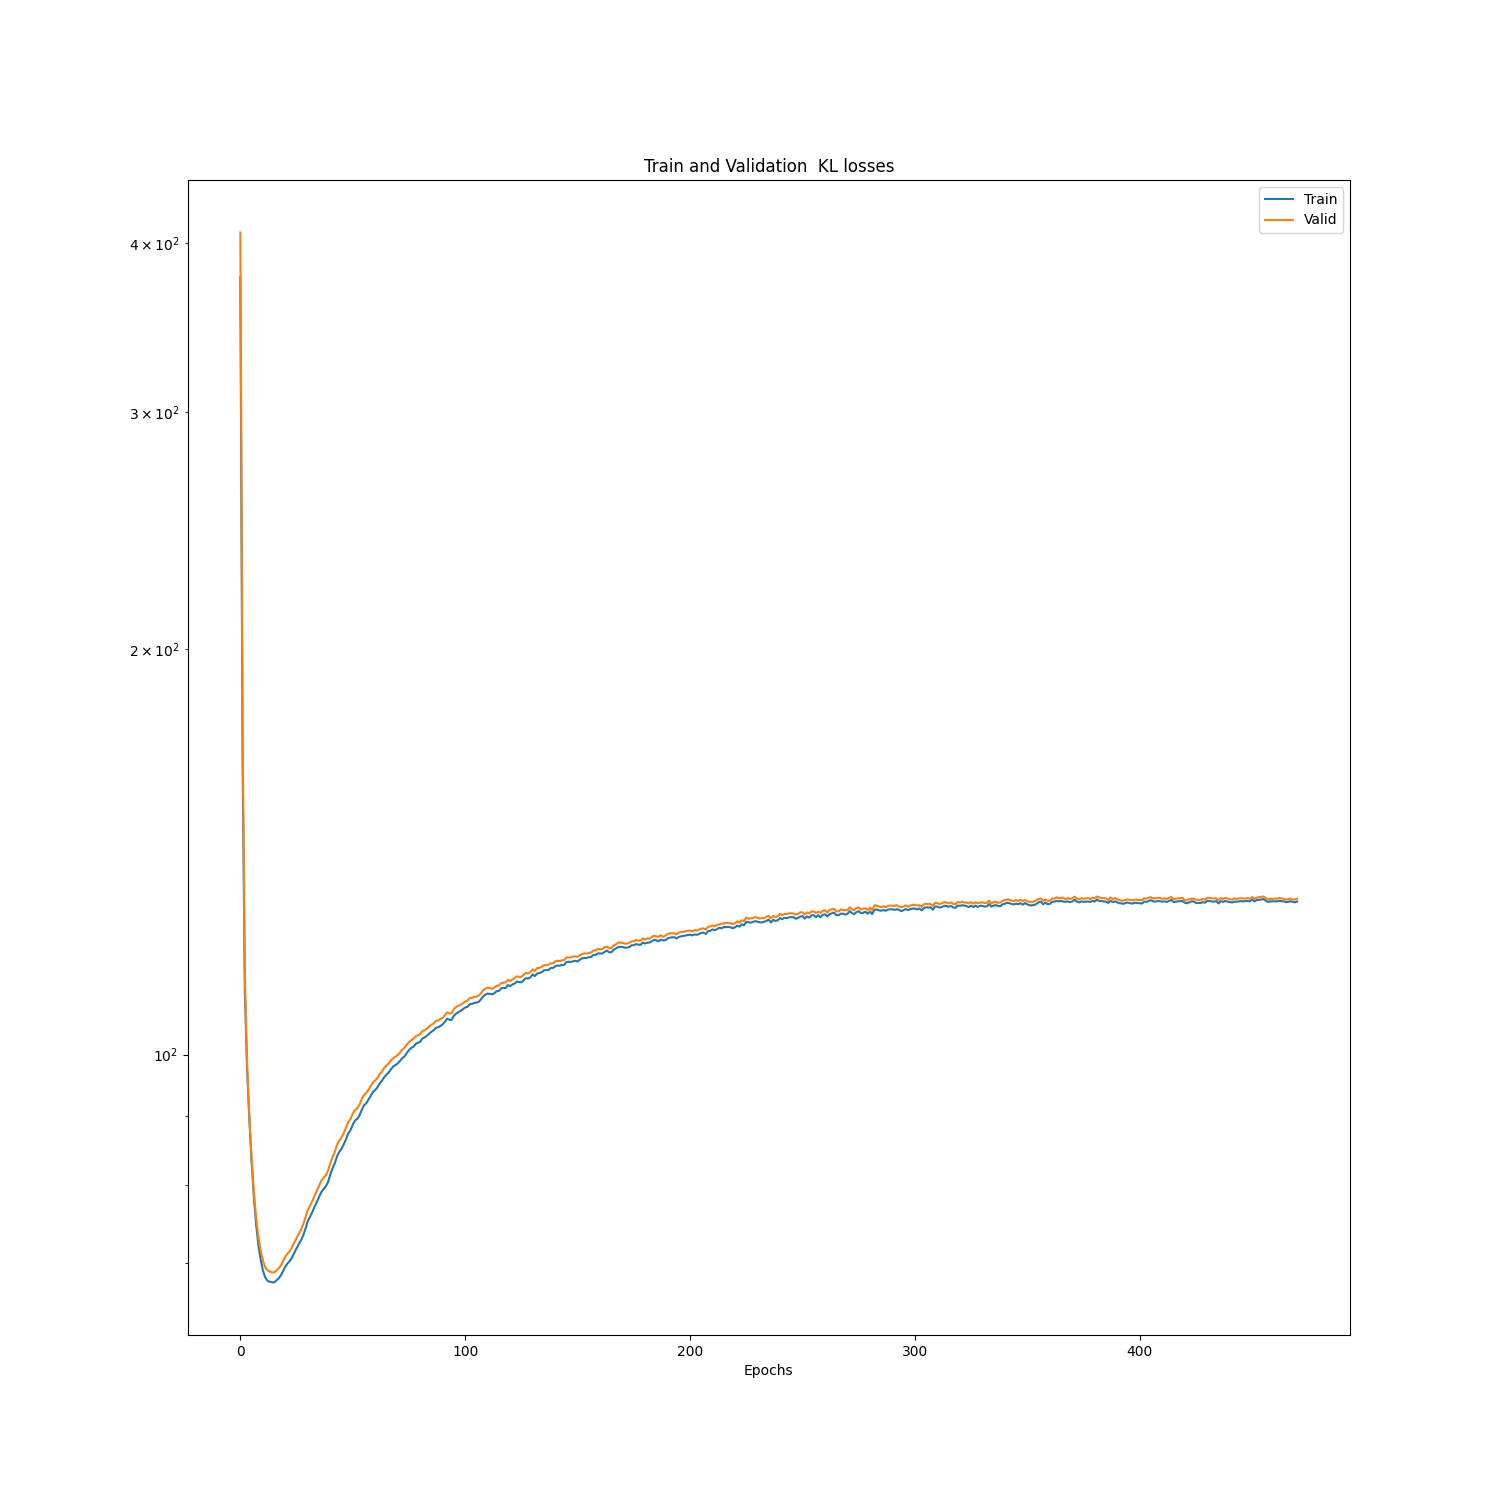 Train and Validation  KL losses
Train
Valid
4 × 10²
3 × 10²
2 × 10²
10²
0 100 200 300 400
Epochs